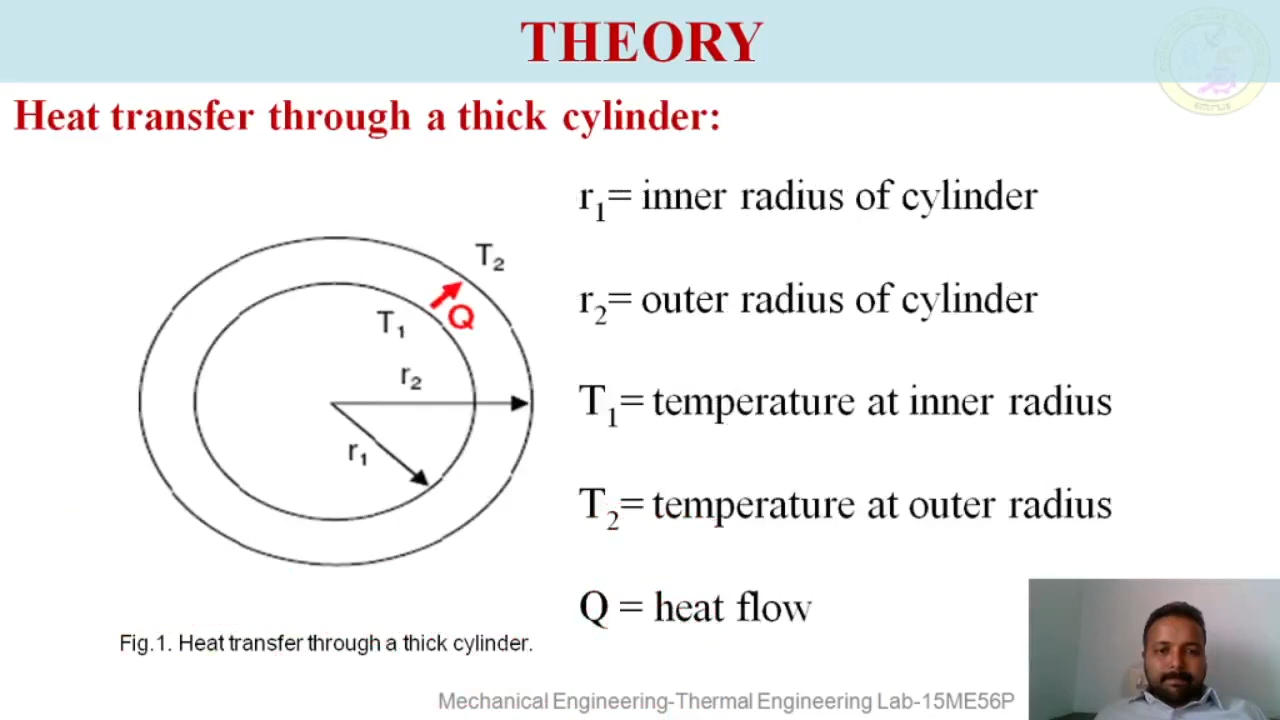 THEORY
Heat transfer through a thick cylinder:
r₁= inner radius of cylinder
r₂= outer radius of cylinder
T₁= temperature at inner radius
T₂= temperature at outer radius
Q = heat flow
T₂
Q
T₁
r₂
r₁
Fig.1. Heat transfer through a thick cylinder.
Mechanical Engineering-Thermal Engineering Lab-15ME56P